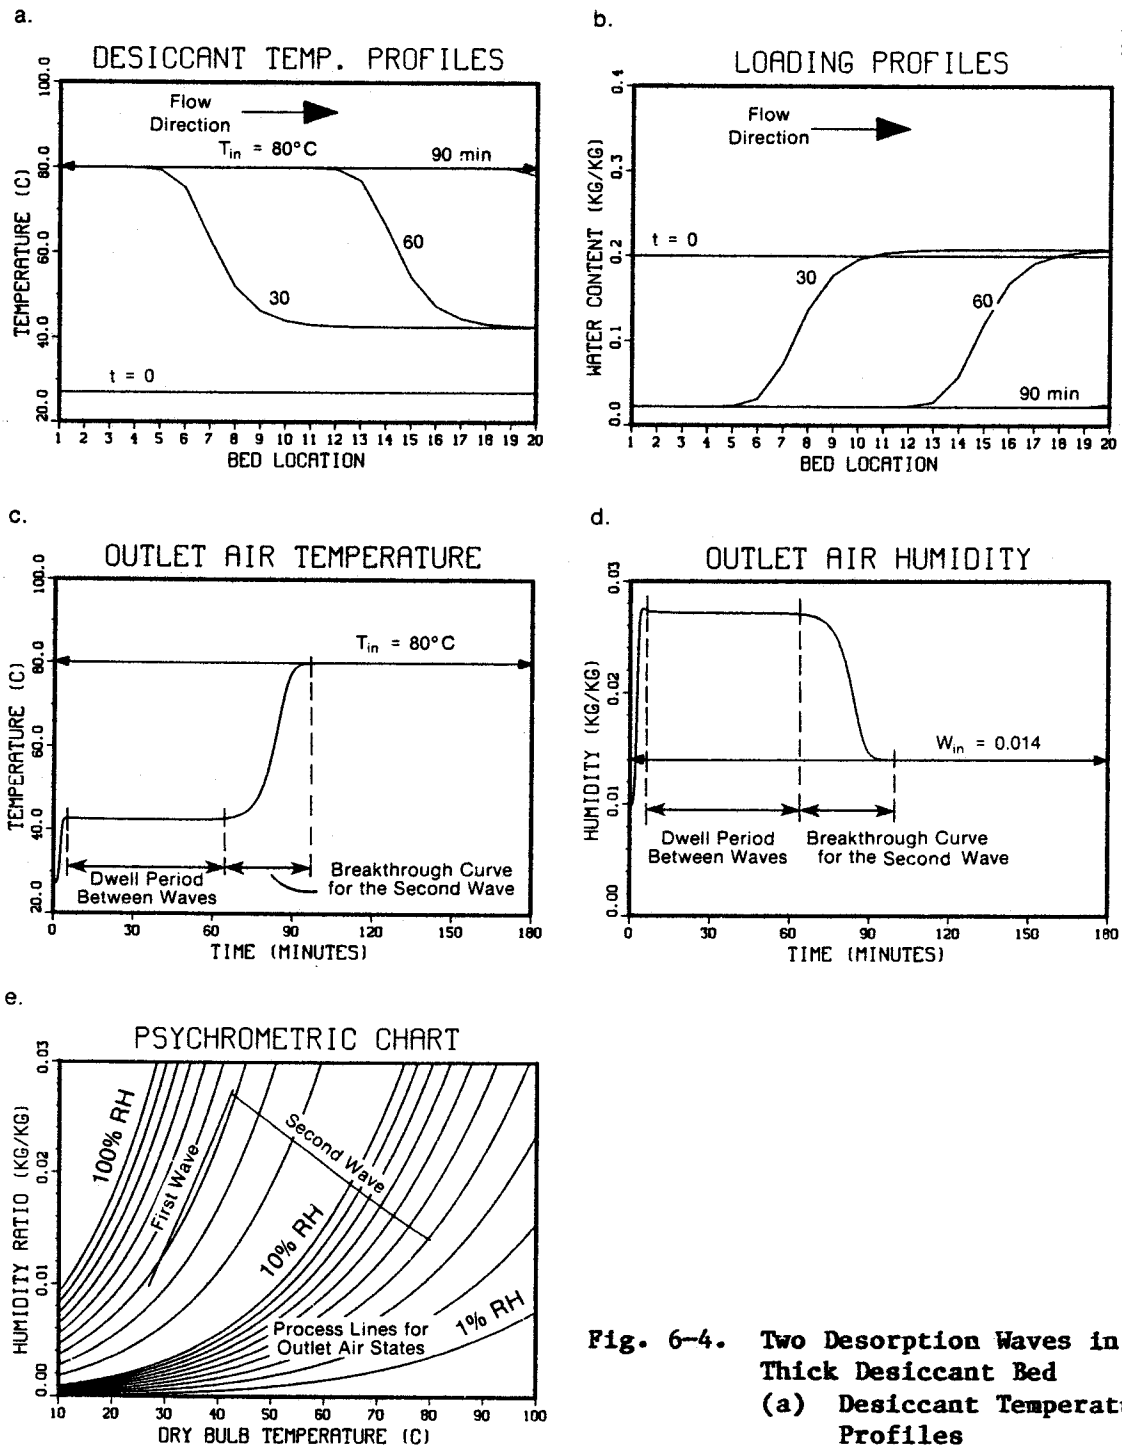 a.
DESICCANT TEMP. PROFILES
100.0
80.0
60.0
40.0
20.0
TEMPERATURE (C)
Flow
Direction
Tin = 80°C
90 min
60
30
t = 0
1 2 3 4 5 6 7 8 9 10 11 12 13 14 15 16 17 18 19 20
BED LOCATION
b.
LOADING PROFILES
0.4
0.3
0.2
0.1
0.0
WATER CONTENT (KG/KG)
Flow
Direction
t = 0
30
60
90 min
1 2 3 4 5 6 7 8 9 10 11 12 13 14 15 16 17 18 19 20
BED LOCATION
c.
OUTLET AIR TEMPERATURE
100.0
80.0
60.0
40.0
20.0
TEMPERATURE (C)
Tin = 80°C
Dwell Period
Between Waves
Breakthrough Curve
for the Second Wave
0 30 60 90 120 150 180
TIME (MINUTES)
d.
OUTLET AIR HUMIDITY
0.03
0.02
0.01
0.00
HUMIDITY (KG/KG)
Win = 0.014
Dwell Period
Between Waves
Breakthrough Curve
for the Second Wave
0 30 60 90 120 150 180
TIME (MINUTES)
e.
PSYCHROMETRIC CHART
0.03
0.02
0.01
0.00
HUMIDITY RATIO (KG/KG)
100% RH
First Wave
Second Wave
10% RH
1% RH
Process Lines for
Outlet Air States
10 20 30 40 50 60 70 80 90 100
DRY BULB TEMPERATURE (C)
Fig. 6-4. Two Desorption Waves in
Thick Desiccant Bed
(a) Desiccant Temperat
Profiles